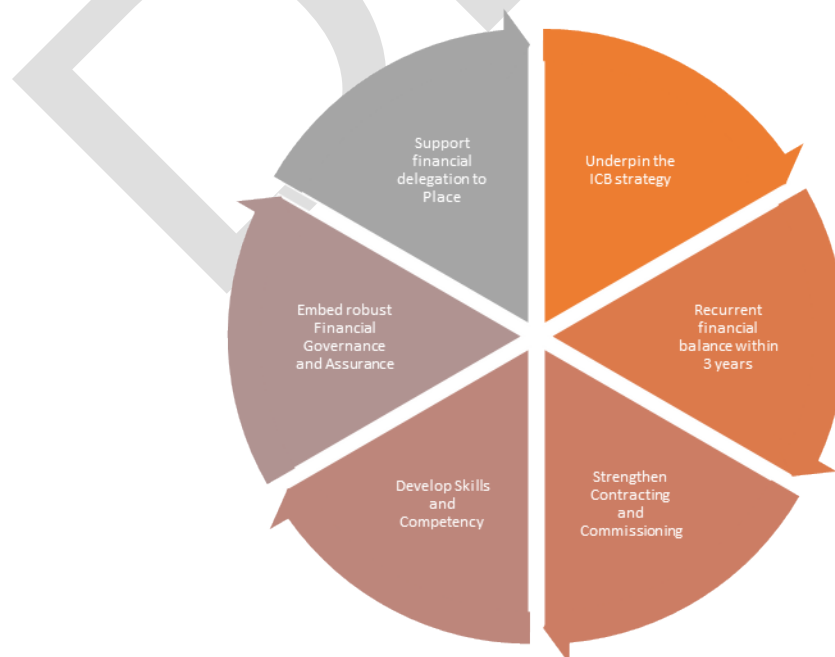 Underpin the
ICB strategy
Recurrent
financial
balance within
3 years
Strengthen
Contracting
and
Commissioning
Develop Skills
and
Competency
Embed robust
Financial
Governance
and Assurance
Support
financial
delegation to
Place